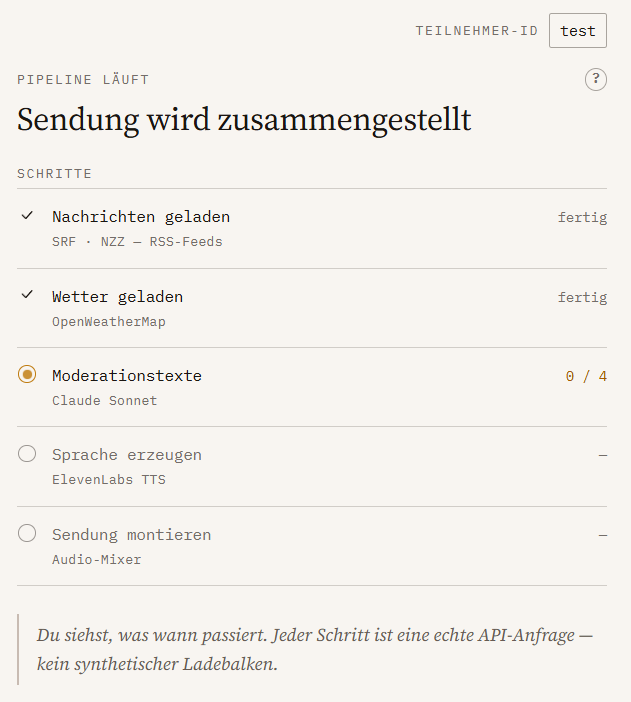 TEILNEHMER-ID test
PIPELINE LÄUFT ?
Sendung wird zusammengestellt
SCHRITTE
Nachrichten geladen fertig
SRF · NZZ — RSS-Feeds
Wetter geladen fertig
OpenWeatherMap
Moderationstexte 0 / 4
Claude Sonnet
Sprache erzeugen —
ElevenLabs TTS
Sendung montieren —
Audio-Mixer
Du siehst, was wann passiert. Jeder Schritt ist eine echte API-Anfrage —
kein synthetischer Ladebalken.